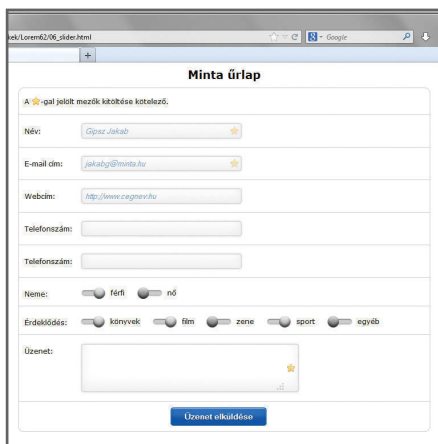 kek/Lorem62/06_slider.html
Google
Minta űrlap
A -gal jelölt mezők kitöltése kötelező.
Név: Gipsz Jakab
E-mail cím: jakabg@minta.hu
Webcím: http://www.cegnev.hu
Telefonszám:
Telefonszám:
Neme: férfi nő
Érdeklődés: könyvek film zene sport egyéb
Üzenet:
Üzenet elküldése